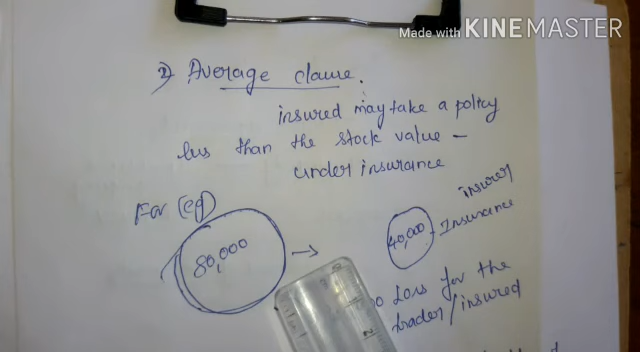 Made with KINEMASTER
2) Average clause.
insured may take a policy
less than the stock value -
under insurance
For (eg)
80,000 → 40,000 - Insurance
insurer
o Loss for the
trader/insured